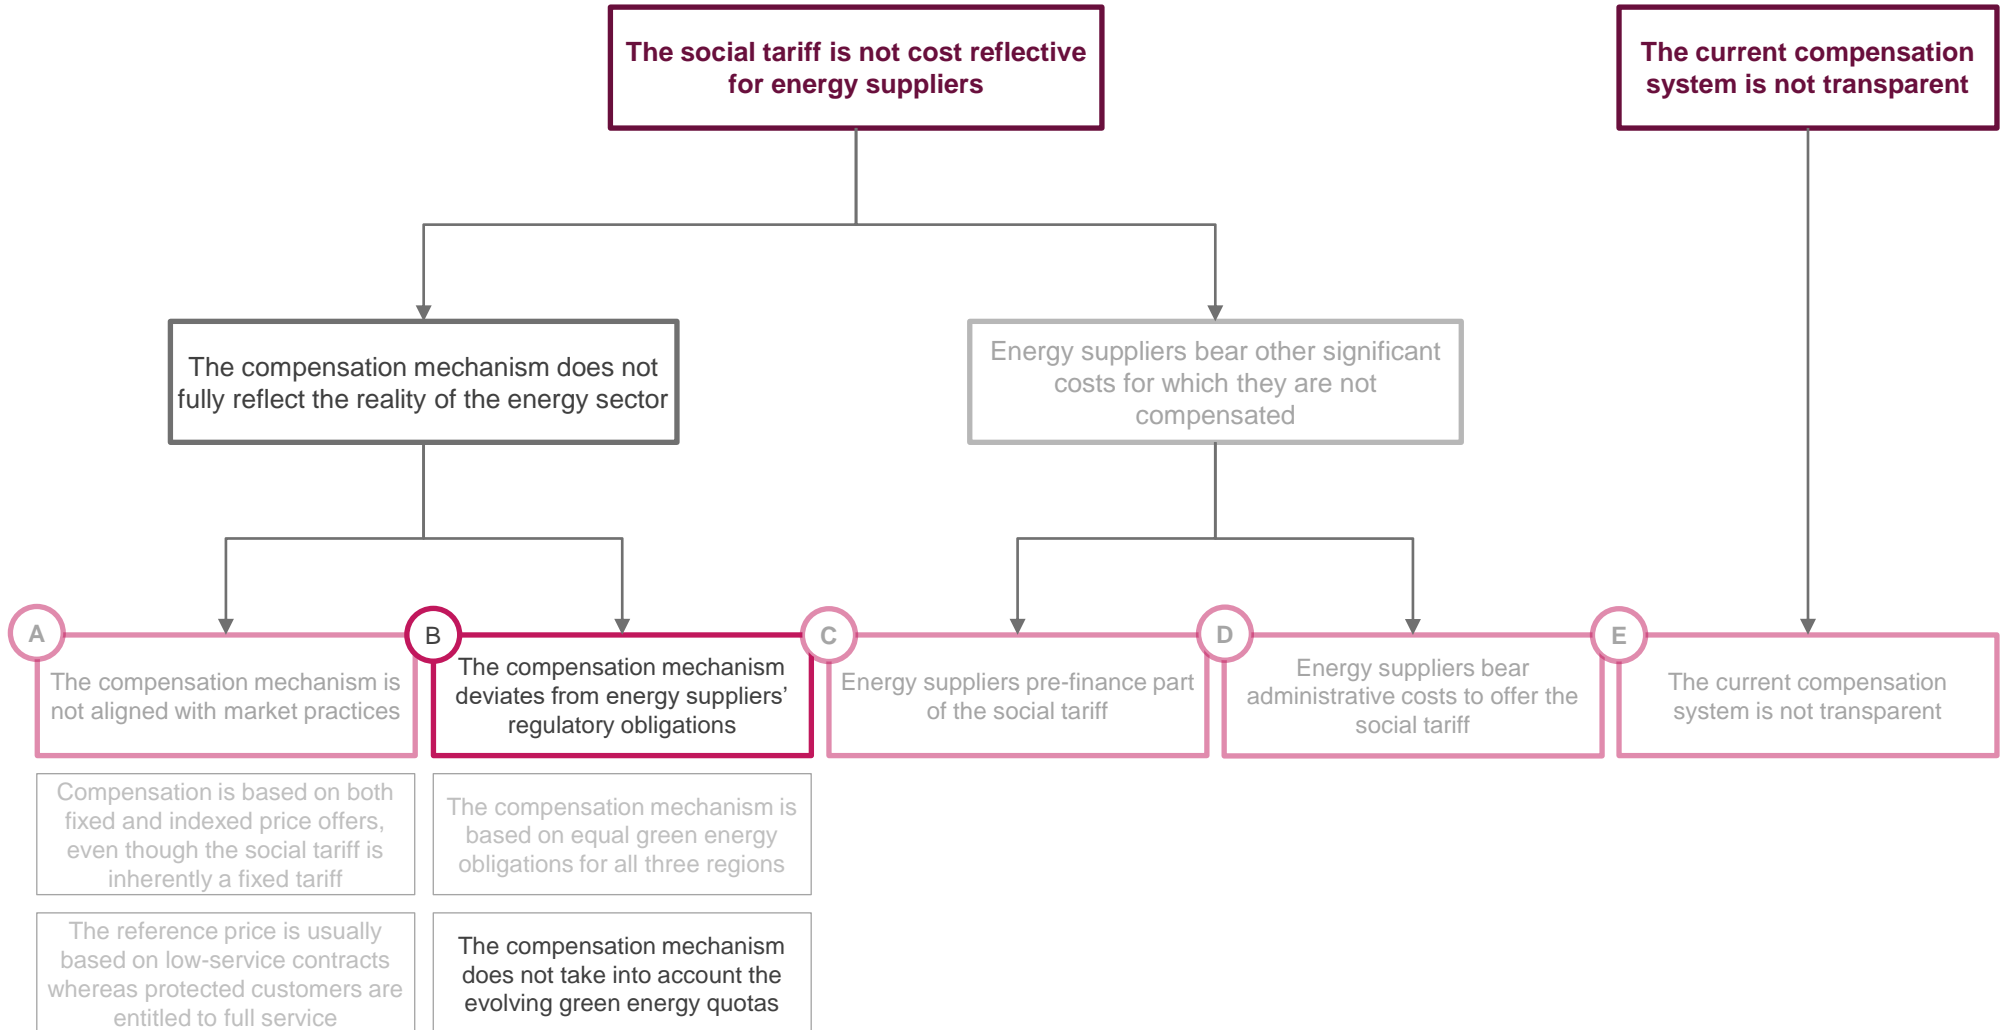 The social tariff is not cost reflective
for energy suppliers
The current compensation
system is not transparent
The compensation mechanism does not
fully reflect the reality of the energy sector
Energy suppliers bear other significant
costs for which they are not
compensated
A
The compensation mechanism is
not aligned with market practices
B
The compensation mechanism
deviates from energy suppliers’
regulatory obligations
C
Energy suppliers pre-finance part
of the social tariff
D
Energy suppliers bear
administrative costs to offer the
social tariff
E
The current compensation
system is not transparent
Compensation is based on both
fixed and indexed price offers,
even though the social tariff is
inherently a fixed tariff
The compensation mechanism is
based on equal green energy
obligations for all three regions
The reference price is usually
based on low-service contracts
whereas protected customers are
entitled to full service
The compensation mechanism
does not take into account the
evolving green energy quotas